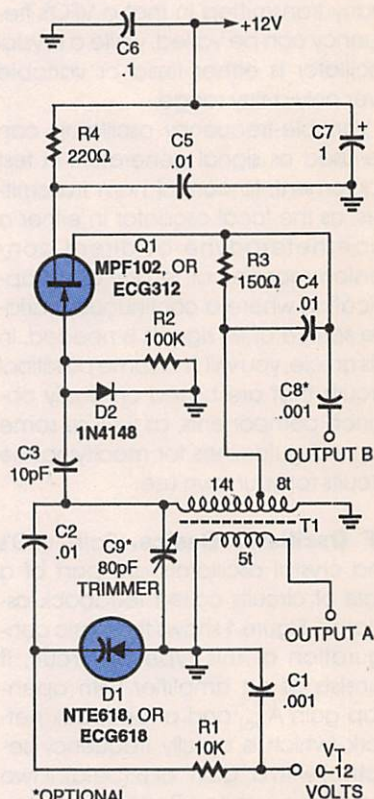 +12V
C6
.1
R4
220Ω
C5
.01
C7
1
+
Q1
MPF102, OR
ECG312
R3
150Ω
C4
.01
R2
100K
C8*
.001
D2
1N4148
OUTPUT B
C3
10pF
14t
8t
C2
.01
C9*
80pF
TRIMMER
T1
5t
OUTPUT A
D1
NTE618, OR
ECG618
C1
.001
R1
10K
VT
0–12
VOLTS
*OPTIONAL